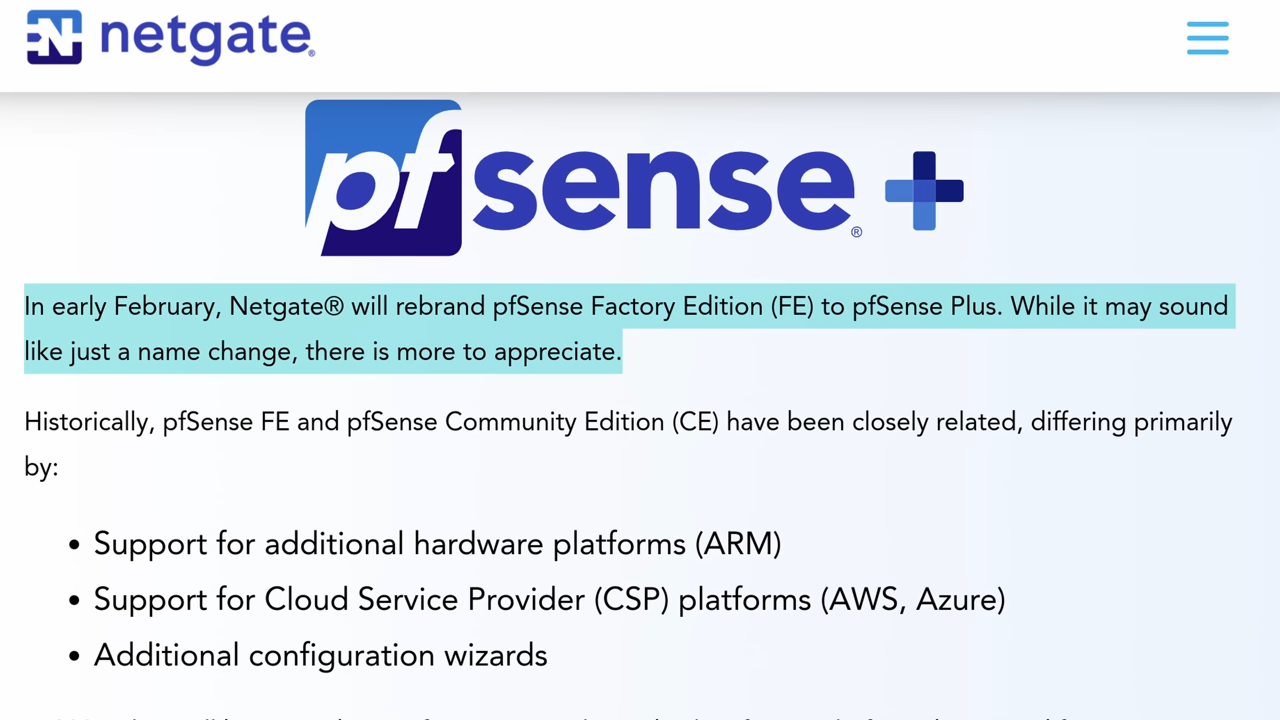 netgate®
pfsense® +
In early February, Netgate® will rebrand pfSense Factory Edition (FE) to pfSense Plus. While it may sound
like just a name change, there is more to appreciate.
Historically, pfSense FE and pfSense Community Edition (CE) have been closely related, differing primarily
by:
• Support for additional hardware platforms (ARM)
• Support for Cloud Service Provider (CSP) platforms (AWS, Azure)
• Additional configuration wizards